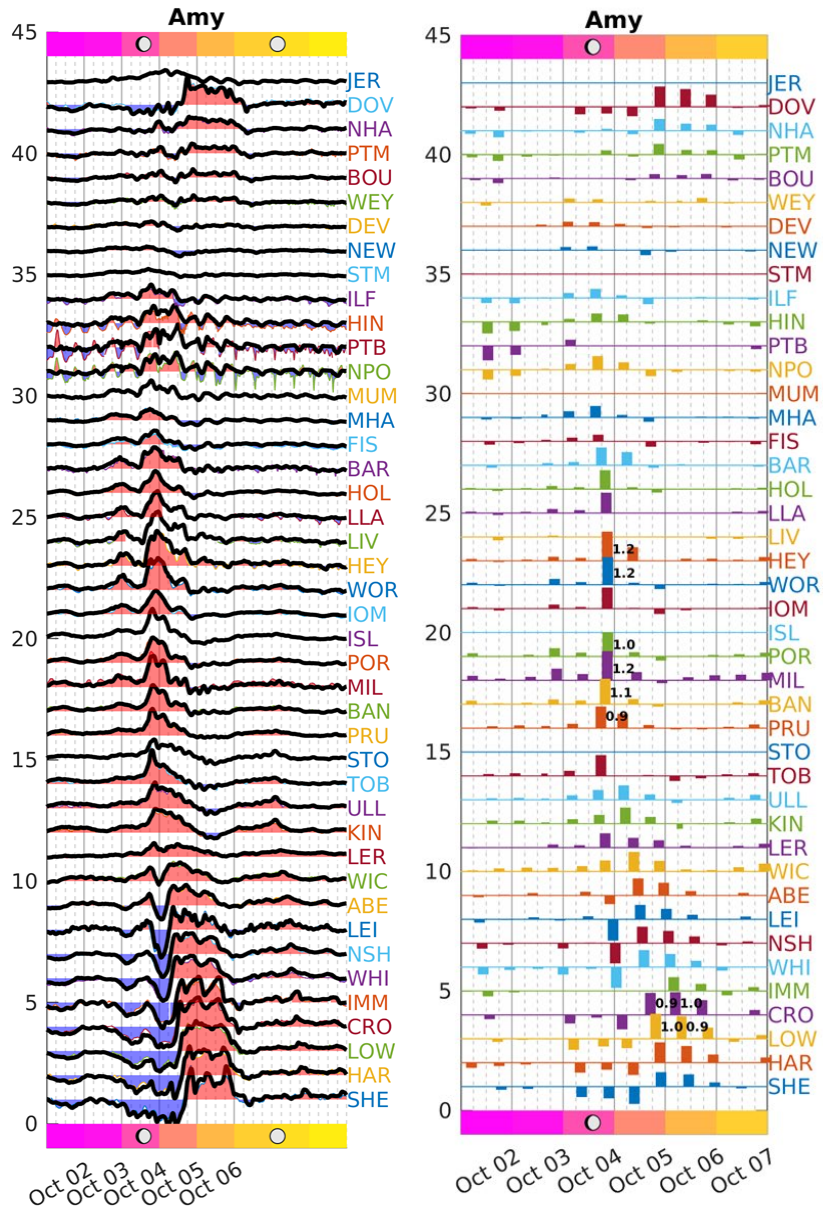 Amy
45
JER
DOV
NHA
40
PTM
BOU
WEY
DEV
NEW
35
STM
ILF
HIN
PTB
NPO
30
MUM
MHA
FIS
BAR
HOL
25
LLA
LIV
HEY
WOR
IOM
20
ISL
POR
MIL
BAN
PRU
15
STO
TOB
ULL
KIN
LER
10
WIC
ABE
LEI
NSH
WHI
5
IMM
CRO
LOW
HAR
SHE
0
Oct 02
Oct 03
Oct 04
Oct 05
Oct 06
Amy
45
JER
DOV
NHA
40
PTM
BOU
WEY
DEV
NEW
35
STM
ILF
HIN
PTB
NPO
30
MUM
MHA
FIS
BAR
HOL
25
LLA
LIV
1.2
HEY
1.2
WOR
IOM
20
ISL
1.0
POR
1.2
MIL
1.1
BAN
0.9
PRU
15
STO
TOB
ULL
KIN
LER
10
WIC
ABE
LEI
NSH
WHI
5
IMM
0.9 1.0
CRO
1.0 0.9
LOW
HAR
SHE
0
Oct 02
Oct 03
Oct 04
Oct 05
Oct 06
Oct 07